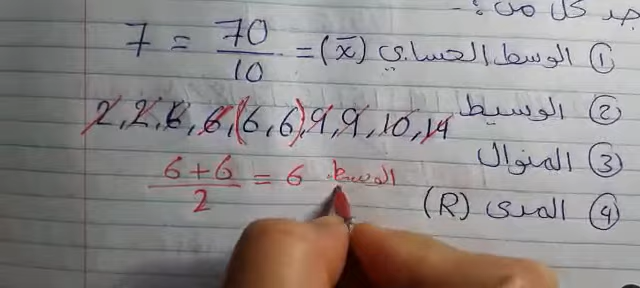 جد كل من :-
① الوسط الحسابي (x̄) = 70/10 = 7
② الوسيط 2, 2, 6, 6, (6, 6), 9, 9, 10, 14
③ المنوال
6+6/2 = 6 الوسيط
④ المدى (R)